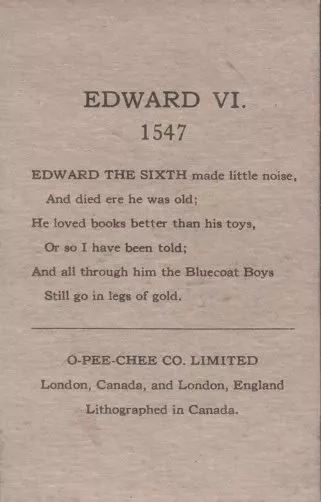 EDWARD VI.
1547
EDWARD THE SIXTH made little noise,
And died ere he was old;
He loved books better than his toys,
Or so I have been told;
And all through him the Bluecoat Boys
Still go in legs of gold.
O-PEE-CHEE CO. LIMITED
London, Canada, and London, England
Lithographed in Canada.